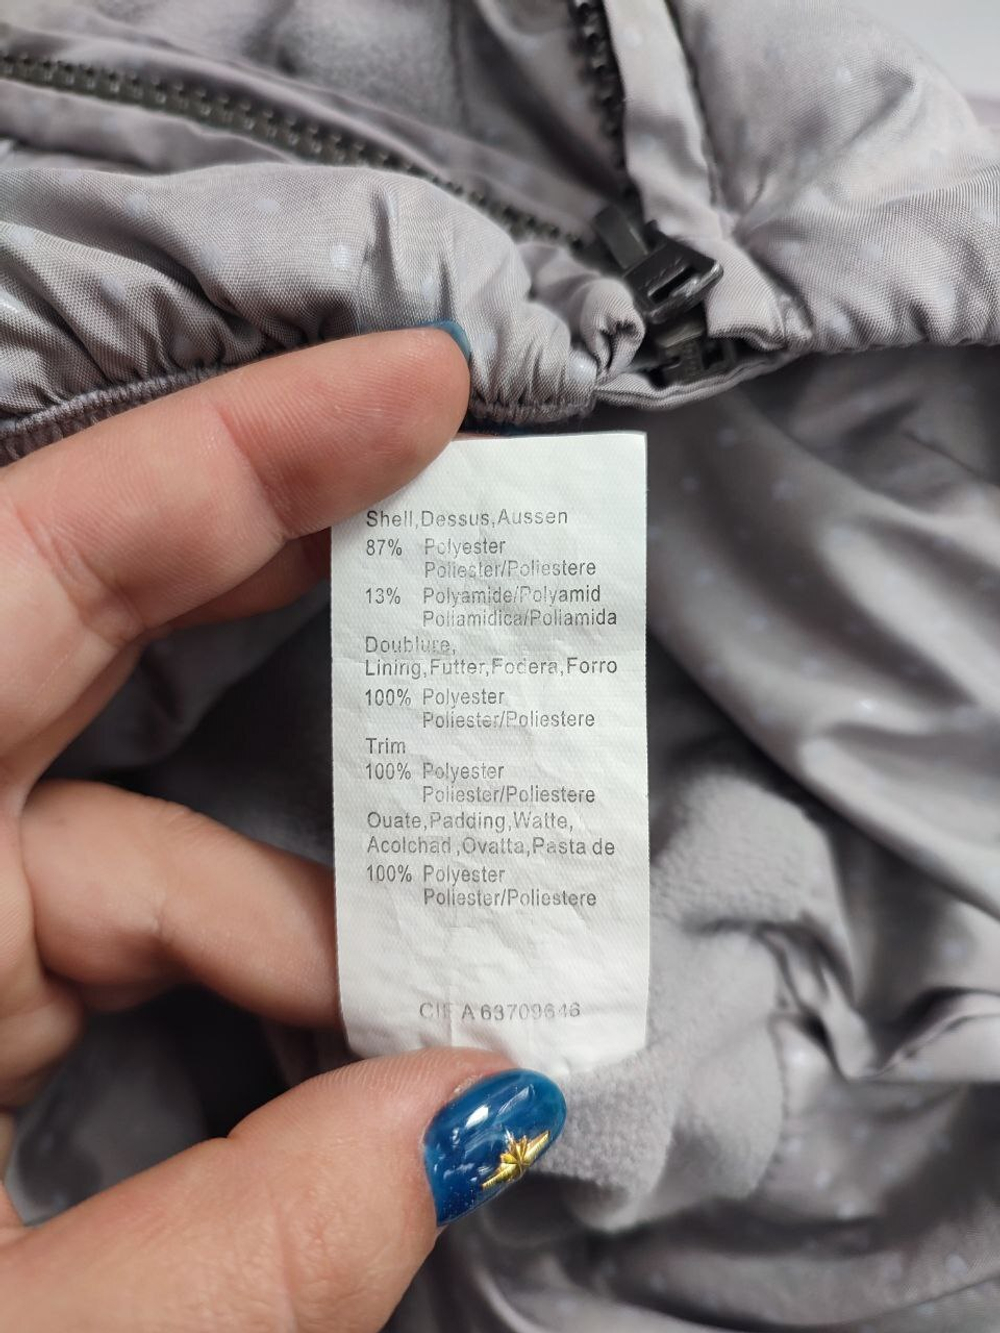 Shell,Dessus,Aussen
87% Polyester
Poliester/Poliestere
13% Polyamide/Polyamid
Poliamidica/Poliamida
Doublure,
Lining,Futter,Fodera,Forro
100% Polyester
Poliester/Poliestere
Trim
100% Polyester
Poliester/Poliestere
Ouate,Padding,Watte,
Acolchad,Ovatta,Pasta de
100% Polyester
Poliester/Poliestere
CIF A 63709646